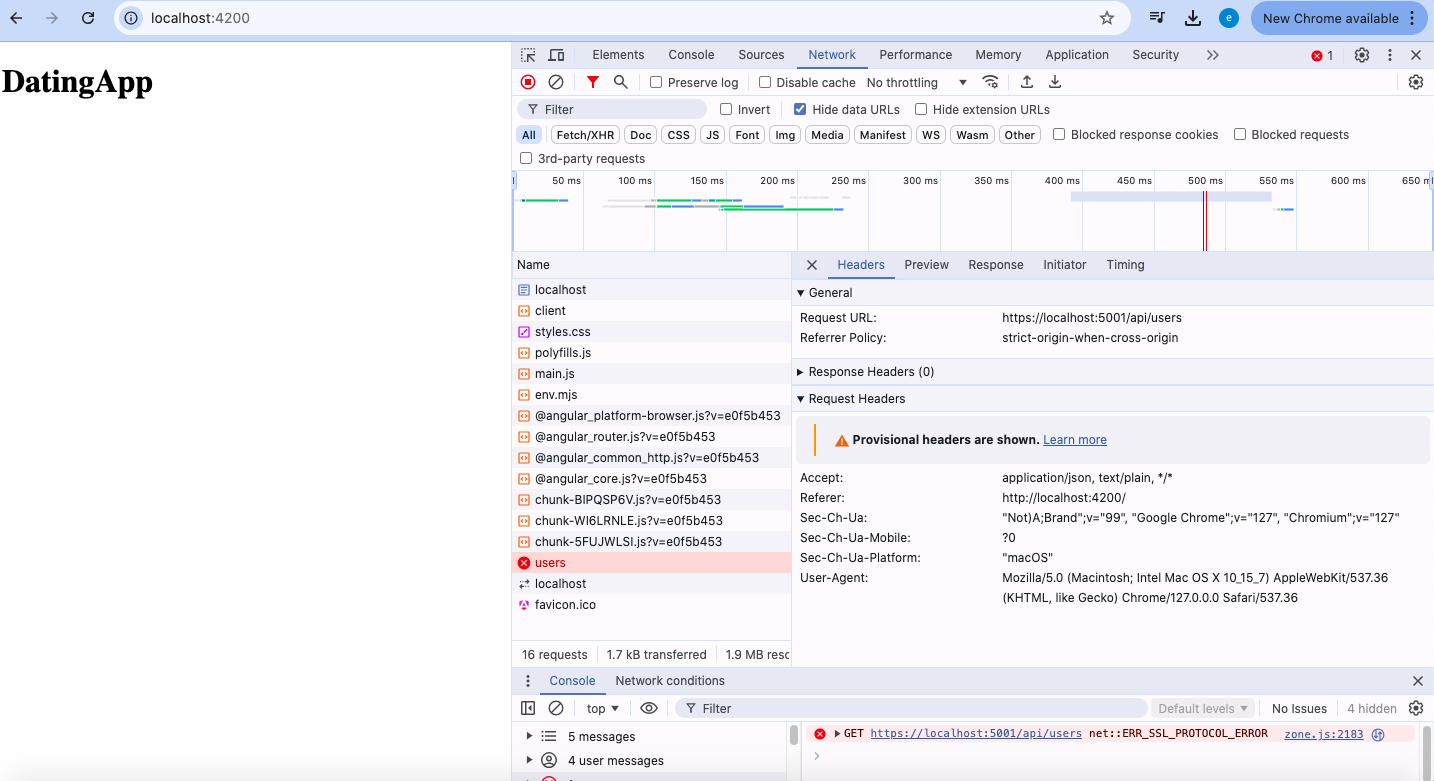 localhost:4200
e
New Chrome available
DatingApp
Elements Console Sources Network Performance Memory Application Security 1
Preserve log Disable cache No throttling
Filter Invert Hide data URLs Hide extension URLs
All Fetch/XHR Doc CSS JS Font Img Media Manifest WS Wasm Other Blocked response cookies Blocked requests
3rd-party requests
50 ms 100 ms 150 ms 200 ms 250 ms 300 ms 350 ms 400 ms 450 ms 500 ms 550 ms 600 ms 650 m
Name
localhost
client
styles.css
polyfills.js
main.js
env.mjs
@angular_platform-browser.js?v=e0f5b453
@angular_router.js?v=e0f5b453
@angular_common_http.js?v=e0f5b453
@angular_core.js?v=e0f5b453
chunk-BIPQSP6V.js?v=e0f5b453
chunk-WI6LRNLE.js?v=e0f5b453
chunk-5FUJWLSI.js?v=e0f5b453
users
localhost
favicon.ico
16 requests 1.7 kB transferred 1.9 MB resc
Headers Preview Response Initiator Timing
General
Request URL: https://localhost:5001/api/users
Referrer Policy: strict-origin-when-cross-origin
Response Headers (0)
Request Headers
Provisional headers are shown. Learn more
Accept: application/json, text/plain, */*
Referer: http://localhost:4200/
Sec-Ch-Ua: "Not)A;Brand";v="99", "Google Chrome";v="127", "Chromium";v="127"
Sec-Ch-Ua-Mobile: ?0
Sec-Ch-Ua-Platform: "macOS"
User-Agent: Mozilla/5.0 (Macintosh; Intel Mac OS X 10_15_7) AppleWebKit/537.36
(KHTML, like Gecko) Chrome/127.0.0.0 Safari/537.36
Console Network conditions
top Filter Default levels No Issues 4 hidden
5 messages
4 user messages
GET https://localhost:5001/api/users net::ERR_SSL_PROTOCOL_ERROR zone.js:2183